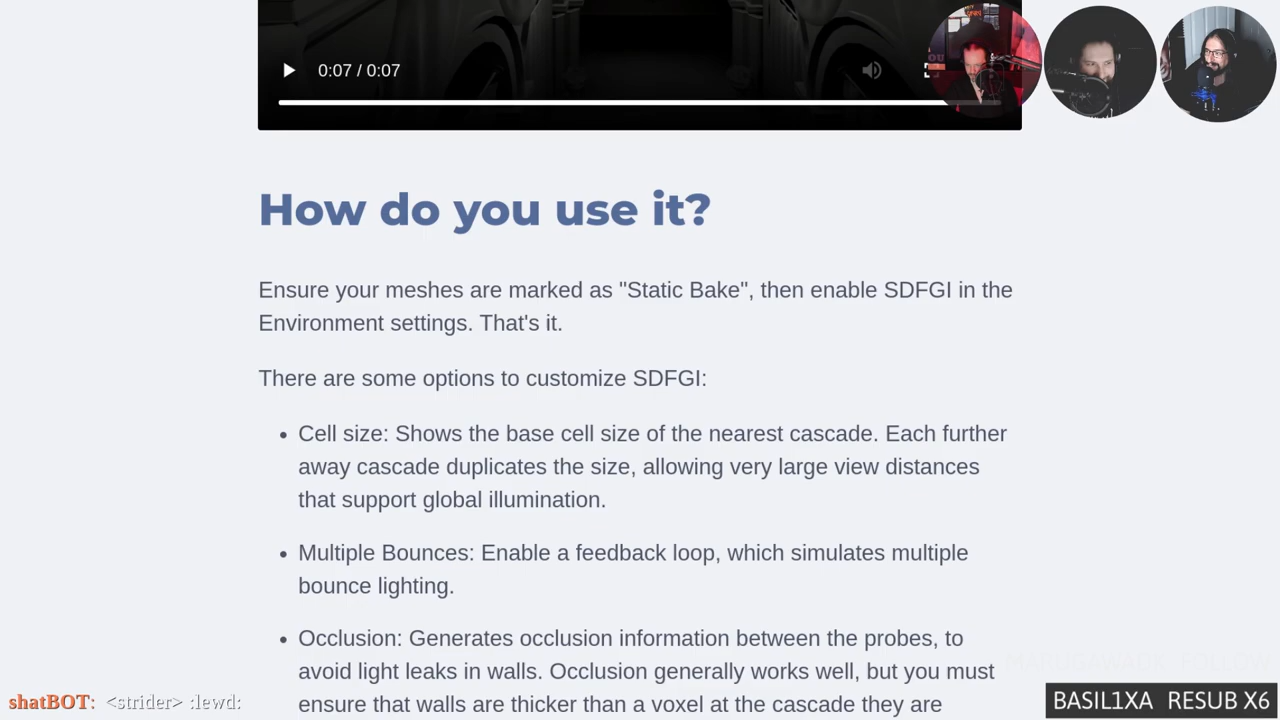 0:07 / 0:07
How do you use it?
Ensure your meshes are marked as "Static Bake", then enable SDFGI in the
Environment settings. That's it.
There are some options to customize SDFGI:
• Cell size: Shows the base cell size of the nearest cascade. Each further
away cascade duplicates the size, allowing very large view distances
that support global illumination.
• Multiple Bounces: Enable a feedback loop, which simulates multiple
bounce lighting.
• Occlusion: Generates occlusion information between the probes, to
avoid light leaks in walls. Occlusion generally works well, but you must
ensure that walls are thicker than a voxel at the cascade they are
shatBOT: <strider> :lewd:
BASIL1XA RESUB X6